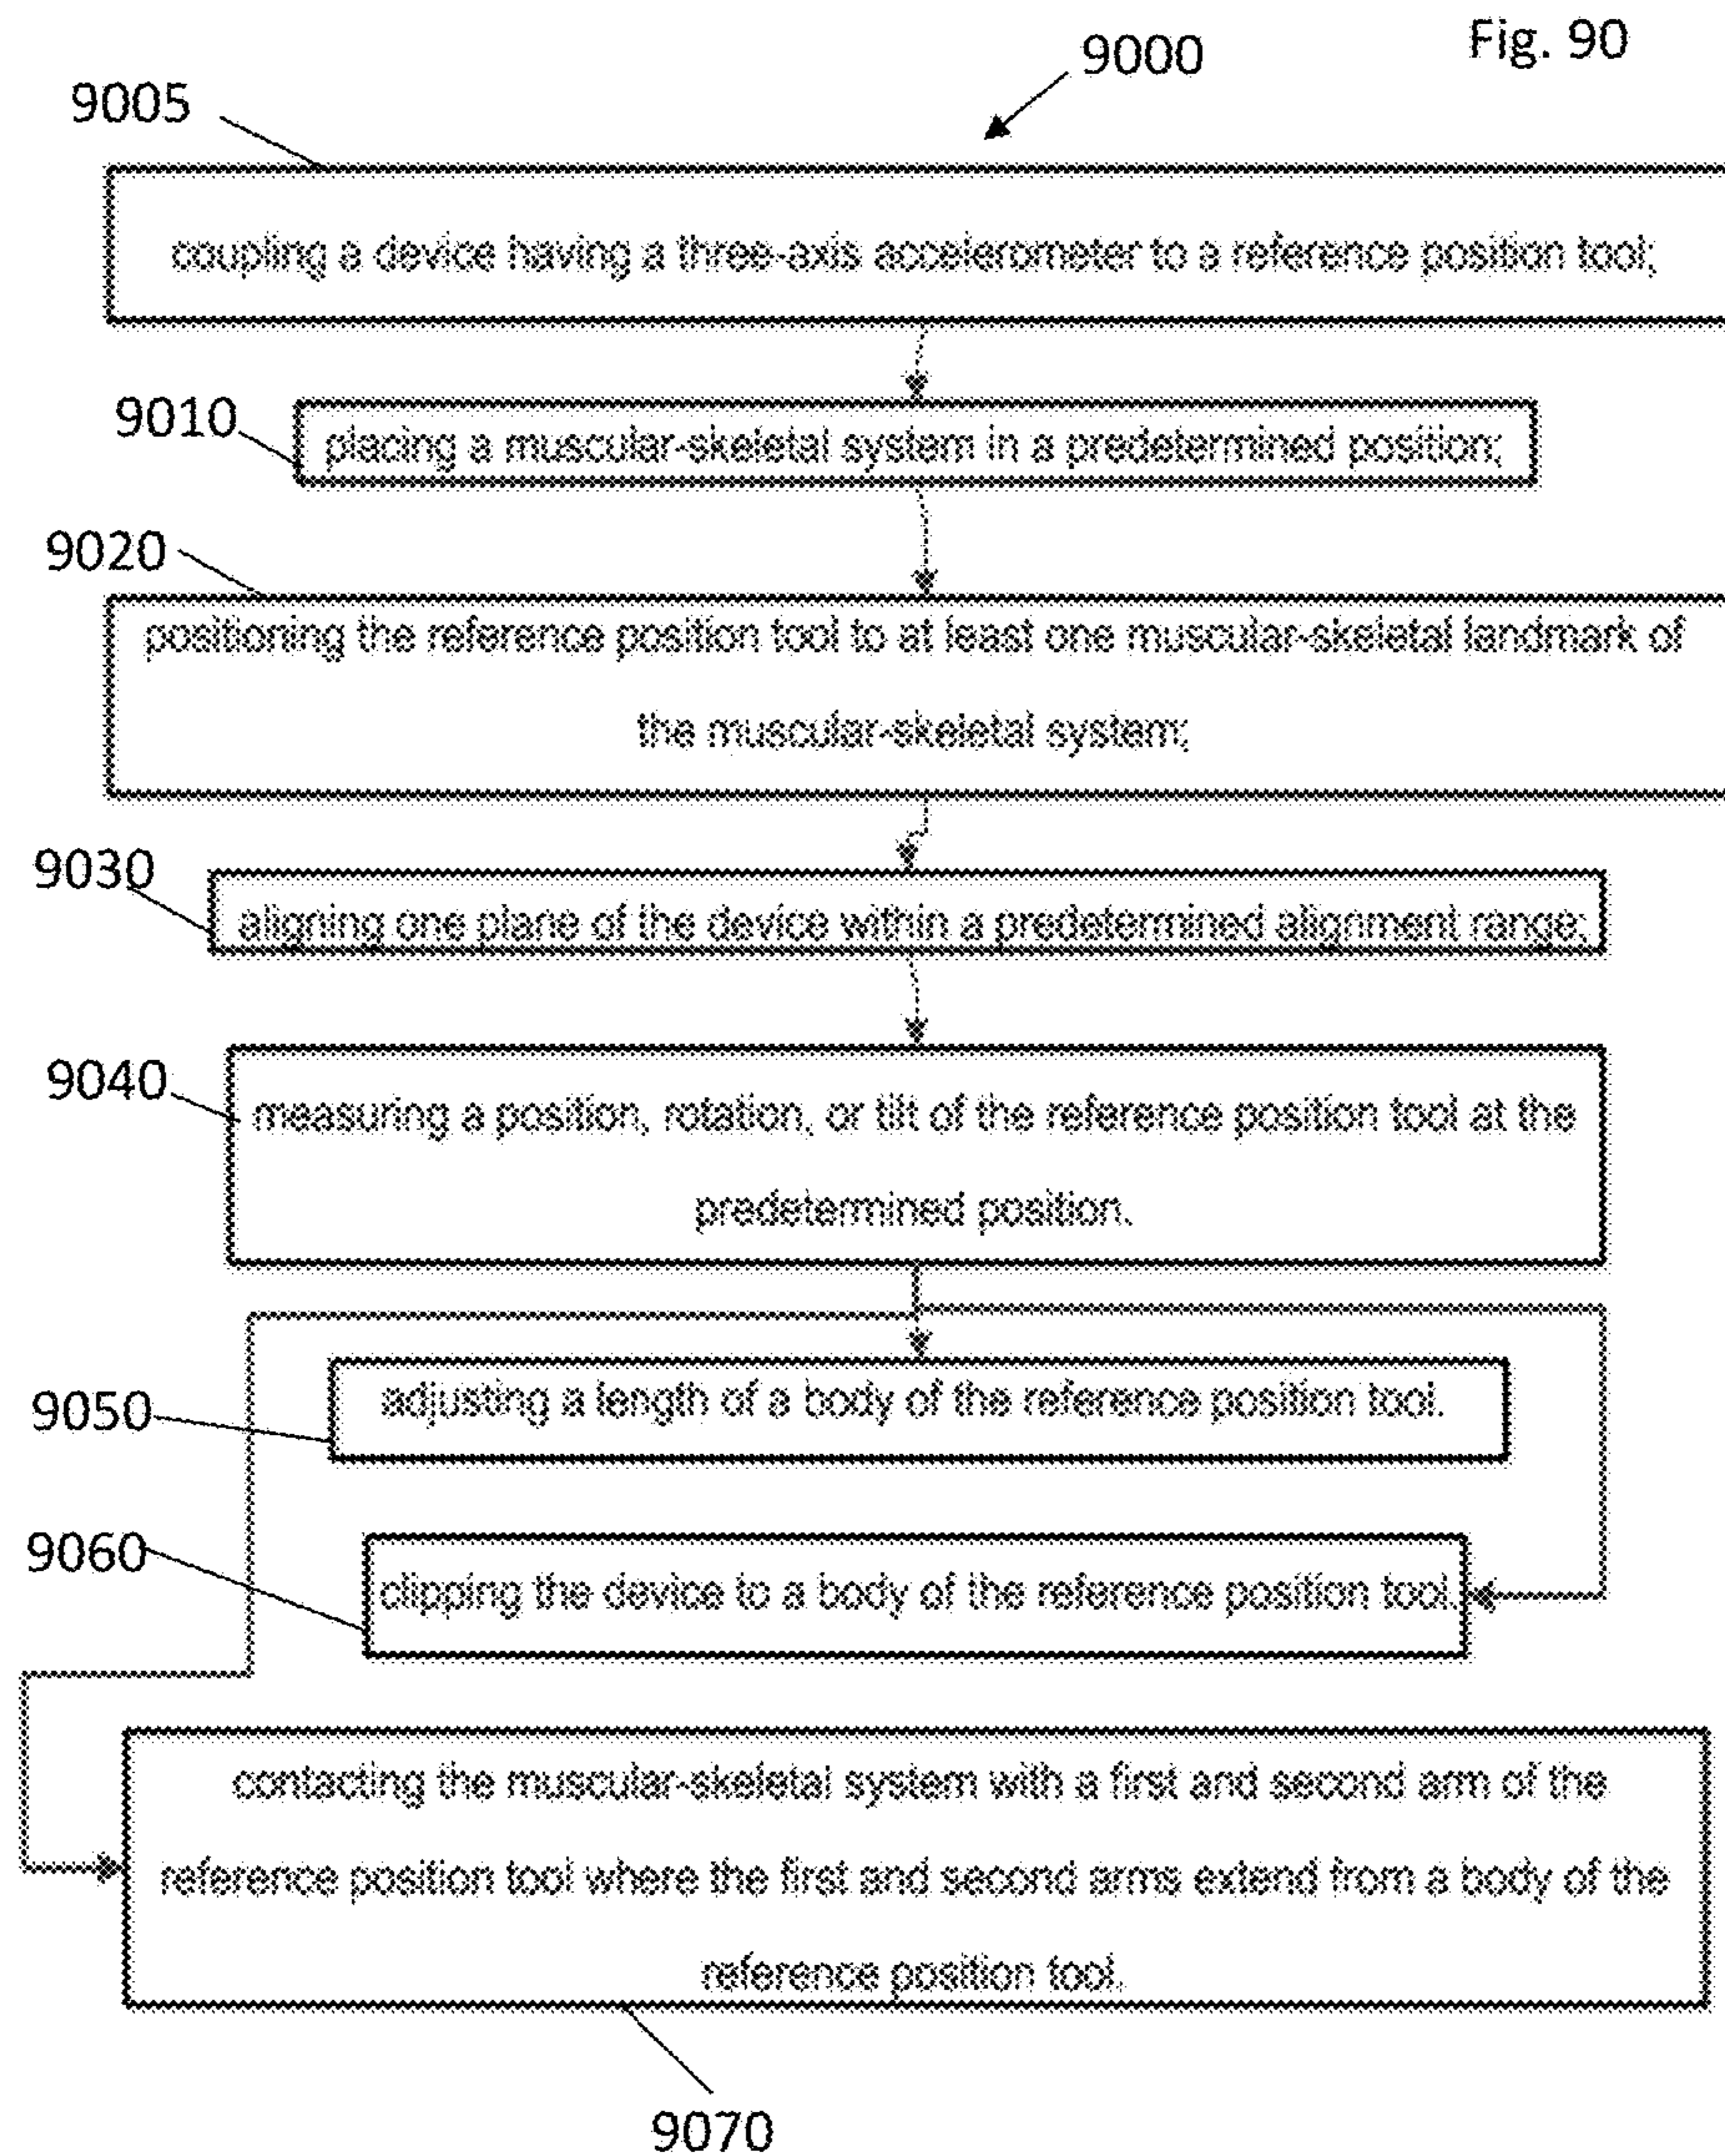 Fig. 90
9000
9005
coupling a device having a three-axis accelerometer to a reference position tool;
9010
placing a muscular-skeletal system in a predetermined position;
9020
positioning the reference position tool to at least one muscular-skeletal landmark of
the muscular-skeletal system;
9030
aligning one plane of the device within a predetermined alignment range;
9040
measuring a position, rotation, or tilt of the reference position tool at the
predetermined position.
9050
adjusting a length of a body of the reference position tool.
9060
clipping the device to a body of the reference position tool.
contacting the muscular-skeletal system with a first and second arm of the
reference position tool where the first and second arms extend from a body of the
reference position tool.
9070